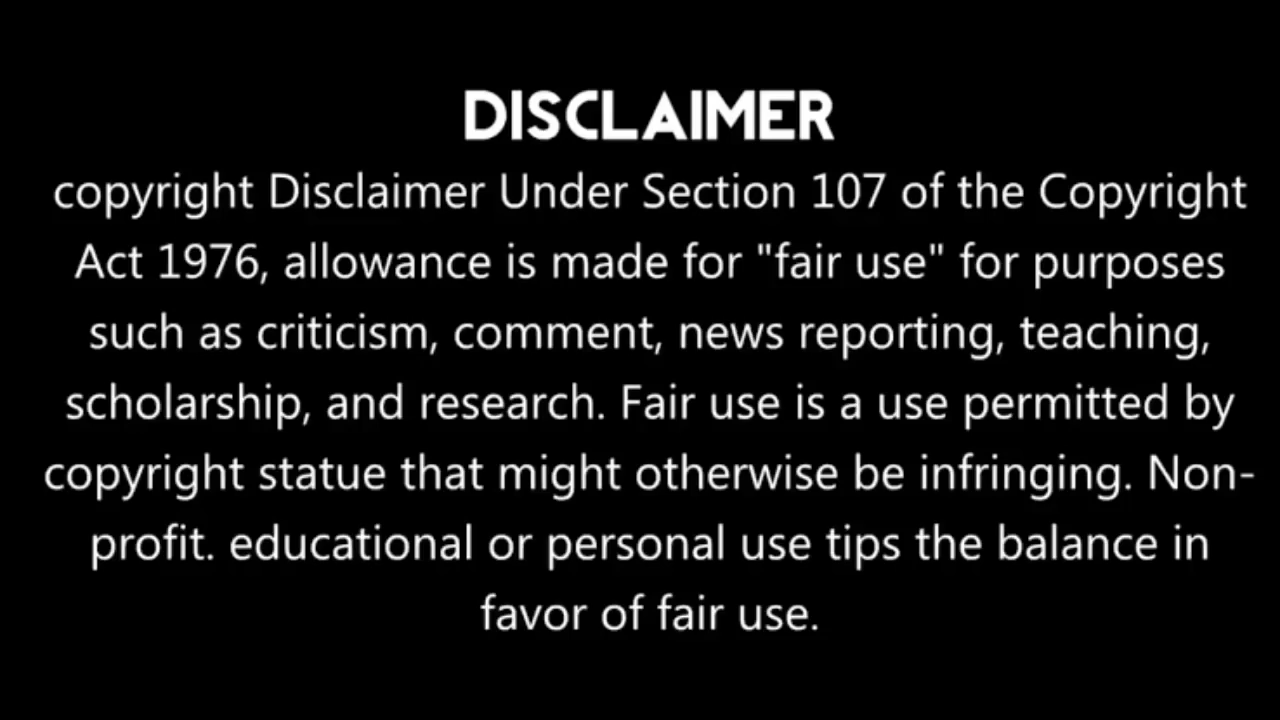 DISCLAIMER
copyright Disclaimer Under Section 107 of the Copyright
Act 1976, allowance is made for "fair use" for purposes
such as criticism, comment, news reporting, teaching,
scholarship, and research. Fair use is a use permitted by
copyright statue that might otherwise be infringing. Non-
profit. educational or personal use tips the balance in
favor of fair use.